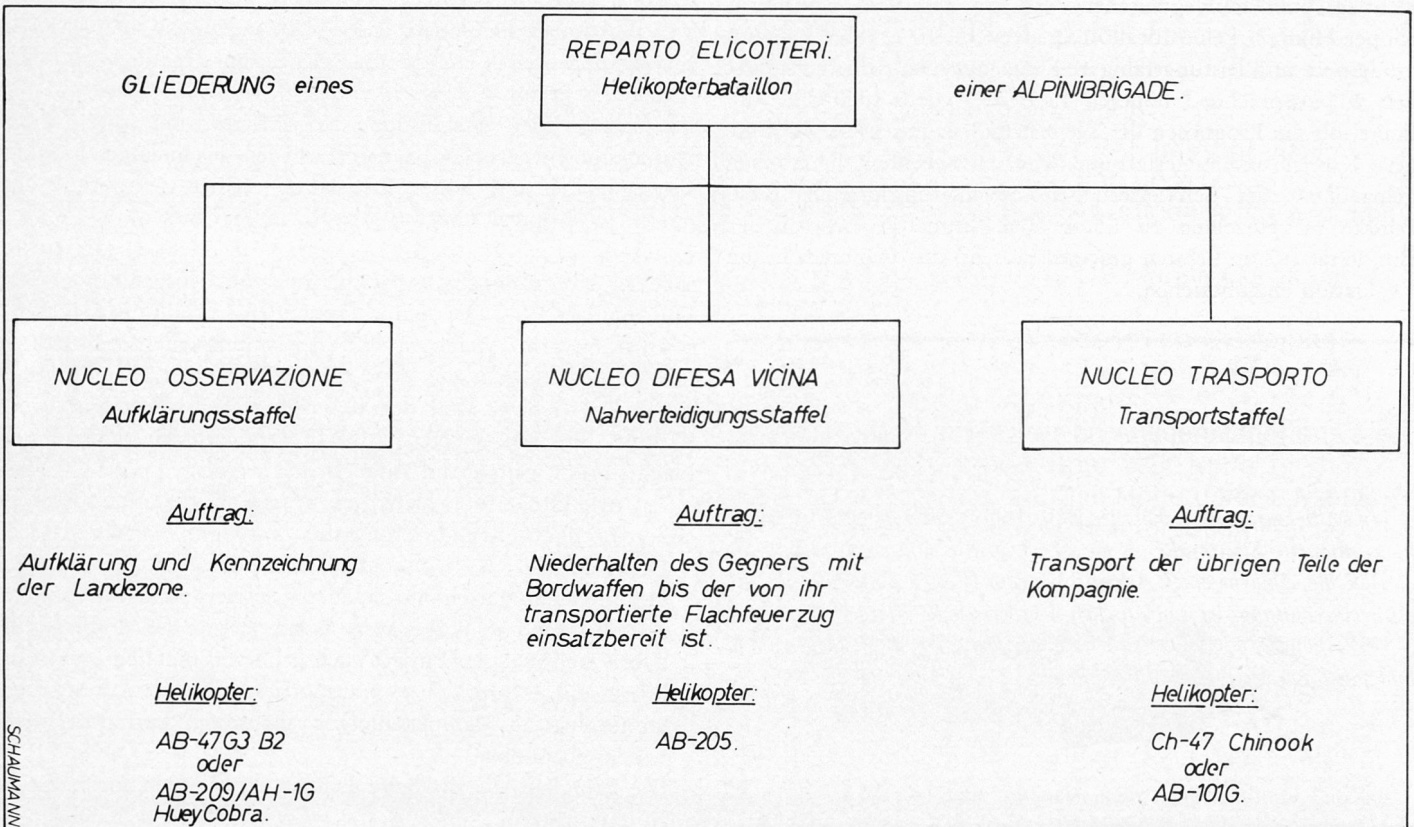 GLIEDERUNG eines
REPARTO ELICOTTERI.
Helikopterbataillon
einer ALPINIBRIGADE.
NUCLEO OSSERVAZIONE
Aufklärungsstaffel
NUCLEO DIFESA VICINA
Nahverteidigungsstaffel
NUCLEO TRASPORTO
Transportstaffel
Auftrag:
Aufklärung und Kennzeichnung
der Landezone.
Auftrag:
Niederhalten des Gegners mit
Bordwaffen bis der von ihr
transportierte Flachfeuerzug
einsatzbereit ist.
Auftrag:
Transport der übrigen Teile der
Kompagnie.
Helikopter:
AB-47G3 B2
oder
AB-209/AH-1G
HueyCobra.
Helikopter:
AB-205.
Helikopter:
Ch-47 Chinook
oder
AB-101G.
SCHAUMANN